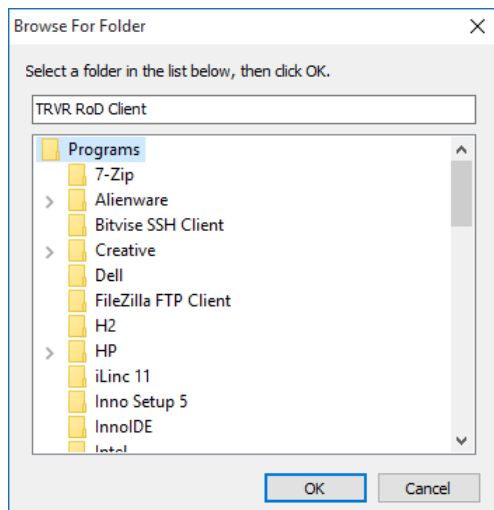 Browse For Folder
Select a folder in the list below, then click OK.
TRVR RoD Client
Programs
7-Zip
Alienware
Bitvise SSH Client
Creative
Dell
FileZilla FTP Client
H2
HP
iLinc 11
Inno Setup 5
InnoIDE
Intel
OK Cancel